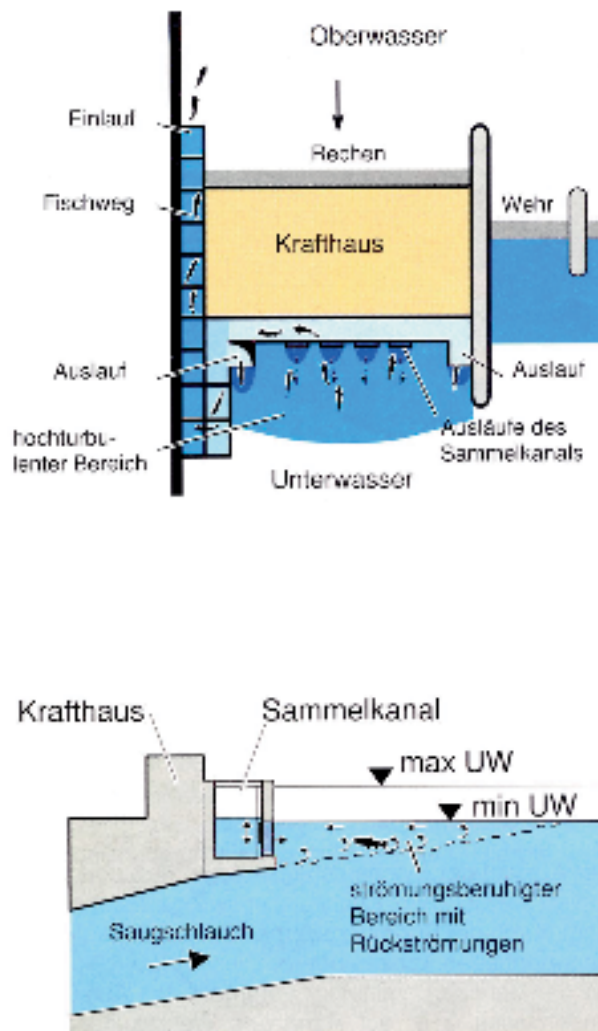 Oberwasser
Einlauf
Rechen
Fischweg
Wehr
Krafthaus
Auslauf
Auslauf
Ausläufe des
Sammelkanals
hochturbu-
lenter Bereich
Unterwasser
Krafthaus
Sammelkanal
max UW
min UW
strömungsberuhigter
Bereich mit
Rückströmungen
Saugschlauch